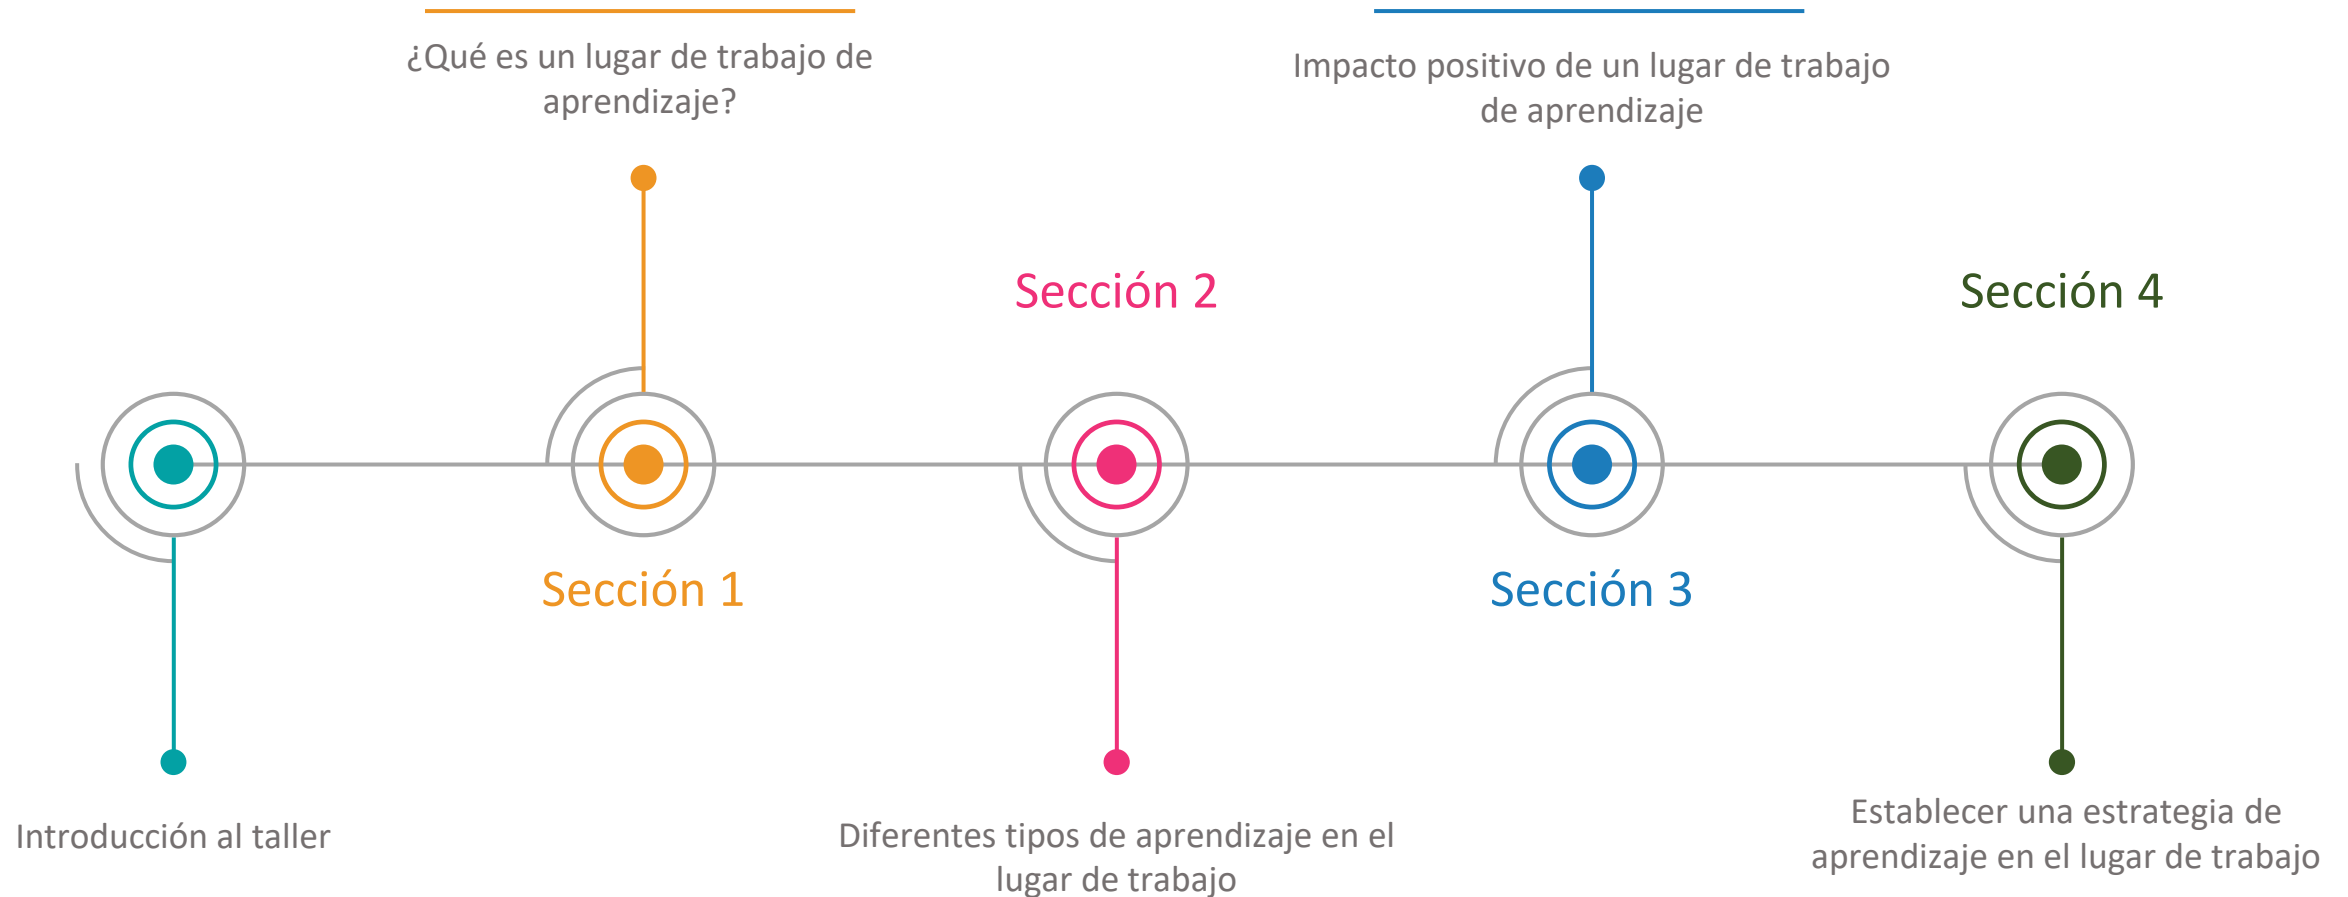 ¿Qué es un lugar de trabajo de
aprendizaje?
Impacto positivo de un lugar de trabajo
de aprendizaje
Sección 2
Sección 4
Sección 1
Sección 3
Introducción al taller
Diferentes tipos de aprendizaje en el
lugar de trabajo
Establecer una estrategia de
aprendizaje en el lugar de trabajo